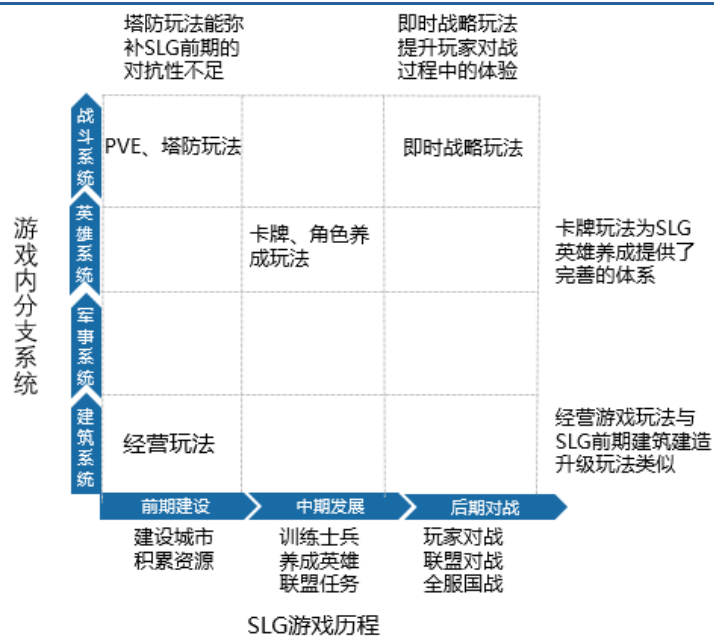 塔防玩法能弥
补SLG前期的
对抗性不足
即时战略玩法
提升玩家对战
过程中的体验
游戏内分支系统
战斗系统
PVE、塔防玩法
即时战略玩法
英雄系统
卡牌、角色养
成玩法
卡牌玩法为SLG
英雄养成提供了
完善的体系
军事系统
建筑系统
经营玩法
经营游戏玩法与
SLG前期建筑建造
升级玩法类似
前期建设
中期发展
后期对战
建设城市
积累资源
训练士兵
养成英雄
联盟任务
玩家对战
联盟对战
全服国战
SLG游戏历程